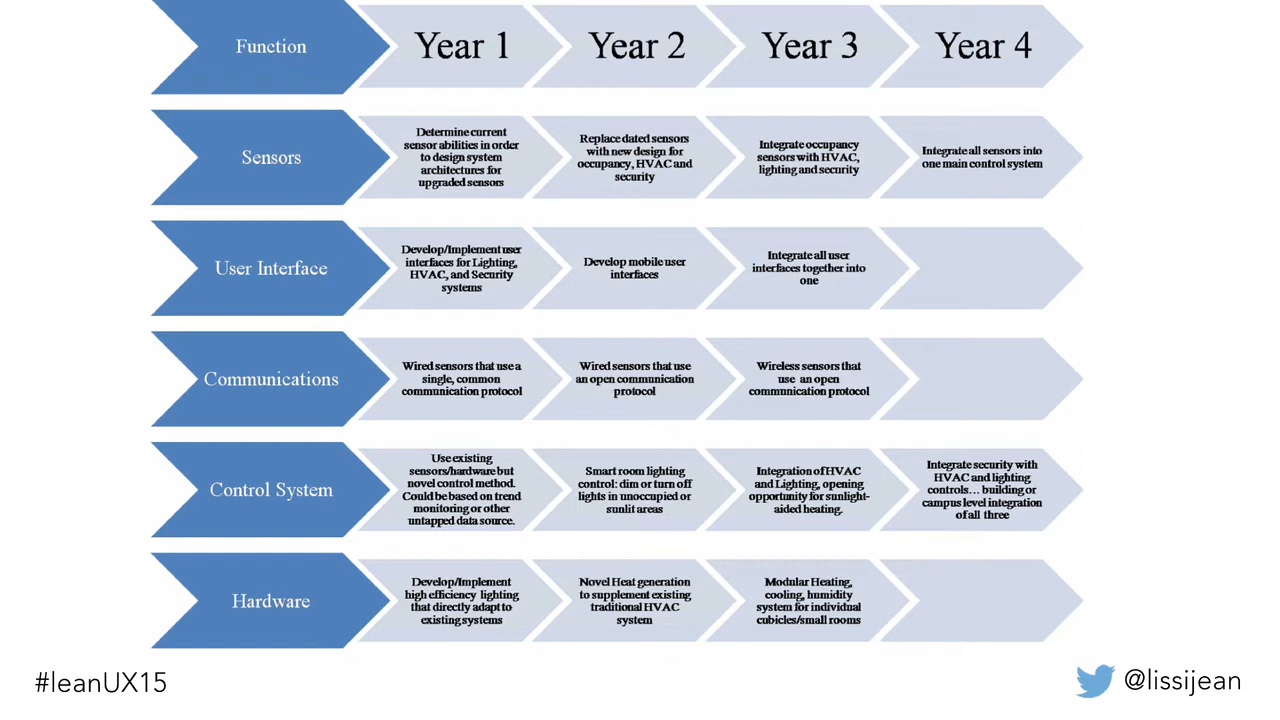 Function
Year 1
Year 2
Year 3
Year 4
Sensors
Determine current
sensor abilities in order
to design system
architectures for
upgraded sensors
Replace dated sensors
with new design for
occupancy, HVAC and
security
Integrate occupancy
sensors with HVAC,
lighting and security
Integrate all sensors into
one main control system
User Interface
Develop/Implement user
interfaces for Lighting,
HVAC, and Security
systems
Develop mobile user
interfaces
Integrate all user
interfaces together into
one
Communications
Wired sensors that use a
single, common
communication protocol
Wired sensors that use
an open communication
protocol
Wireless sensors that
use an open
communication protocol
Control System
Use existing
sensors/hardware but
novel control method.
Could be based on trend
monitoring or other
untapped data source.
Smart room lighting
control: dim or turn off
lights in unoccupied or
sunlit areas
Integration of HVAC
and Lighting, opening
opportunity for sunlight-
aided heating.
Integrate security with
HVAC and lighting
controls… building or
campus level integration
of all three
Hardware
Develop/Implement
high efficiency lighting
that directly adapt to
existing systems
Novel Heat generation
to supplement existing
traditional HVAC
system
Modular Heating,
cooling, humidity
system for individual
cubicles/small rooms
#leanUX15
@lissijean